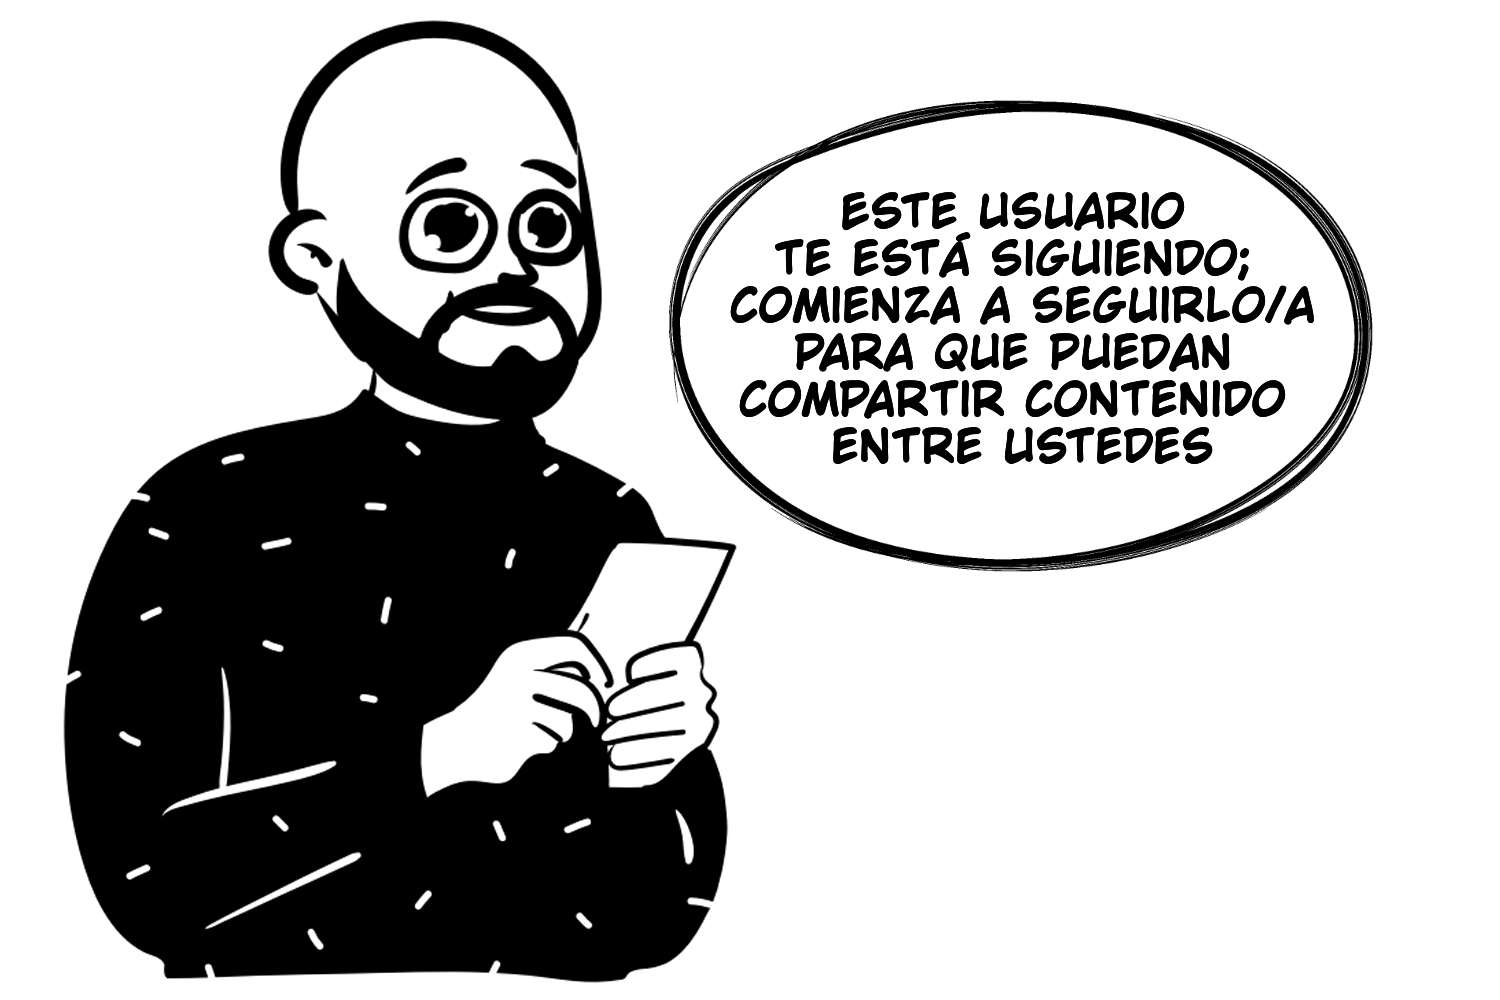 ESTE USUARIO
TE ESTÁ SIGUIENDO;
COMIENZA A SEGUIRLO/A
PARA QUE PUEDAN
COMPARTIR CONTENIDO
ENTRE USTEDES